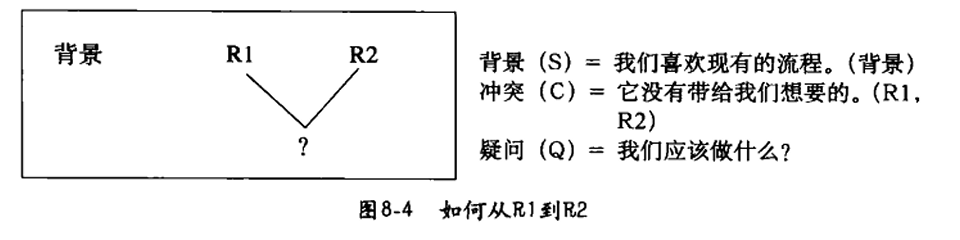 背景 R1 R2
?
背景（S）= 我们喜欢现有的流程。（背景）
冲突（C）= 它没有带给我们想要的。（R1，
R2）
疑问（Q）= 我们应该做什么？
图8-4 如何从R1到R2